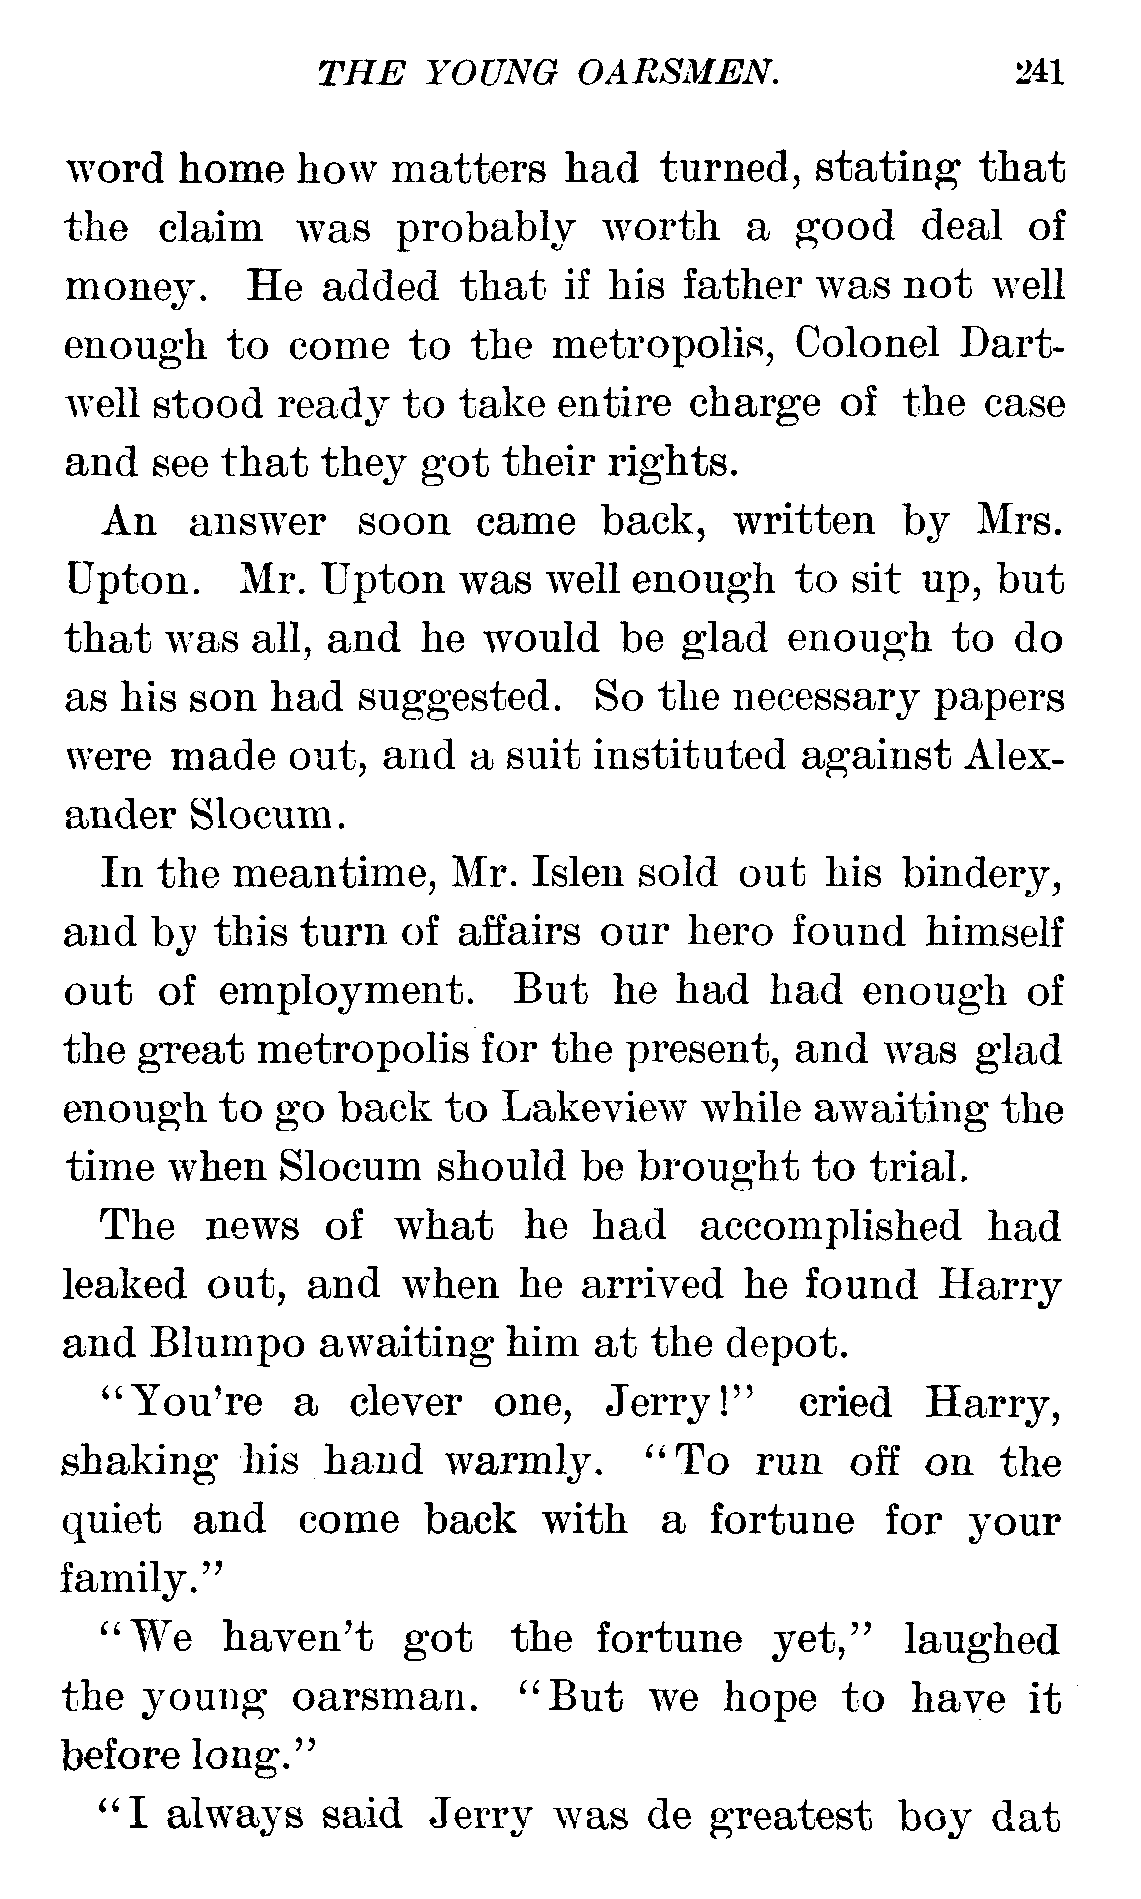 THE YOUNG OARSMEN. 241
word home how matters had turned, stating that
the claim was probably worth a good deal of
money. He added that if his father was not well
enough to come to the metropolis, Colonel Dart-
well stood ready to take entire charge of the case
and see that they got their rights.
An answer soon came back, written by Mrs.
Upton. Mr. Upton was well enough to sit up, but
that was all, and he would be glad enough to do
as his son had suggested. So the necessary papers
were made out, and a suit instituted against Alex-
ander Slocum.
In the meantime, Mr. Islen sold out his bindery,
and by this turn of affairs our hero found himself
out of employment. But he had had enough of
the great metropolis for the present, and was glad
enough to go back to Lakeview while awaiting the
time when Slocum should be brought to trial.
The news of what he had accomplished had
leaked out, and when he arrived he found Harry
and Blumpo awaiting him at the depot.
“You're a clever one, Jerry!” cried Harry,
shaking his hand warmly. “To run off on the
quiet and come back with a fortune for your
family.”
“We haven't got the fortune yet,” laughed
the young oarsman. “But we hope to have it
before long.”
“I always said Jerry was de greatest boy dat